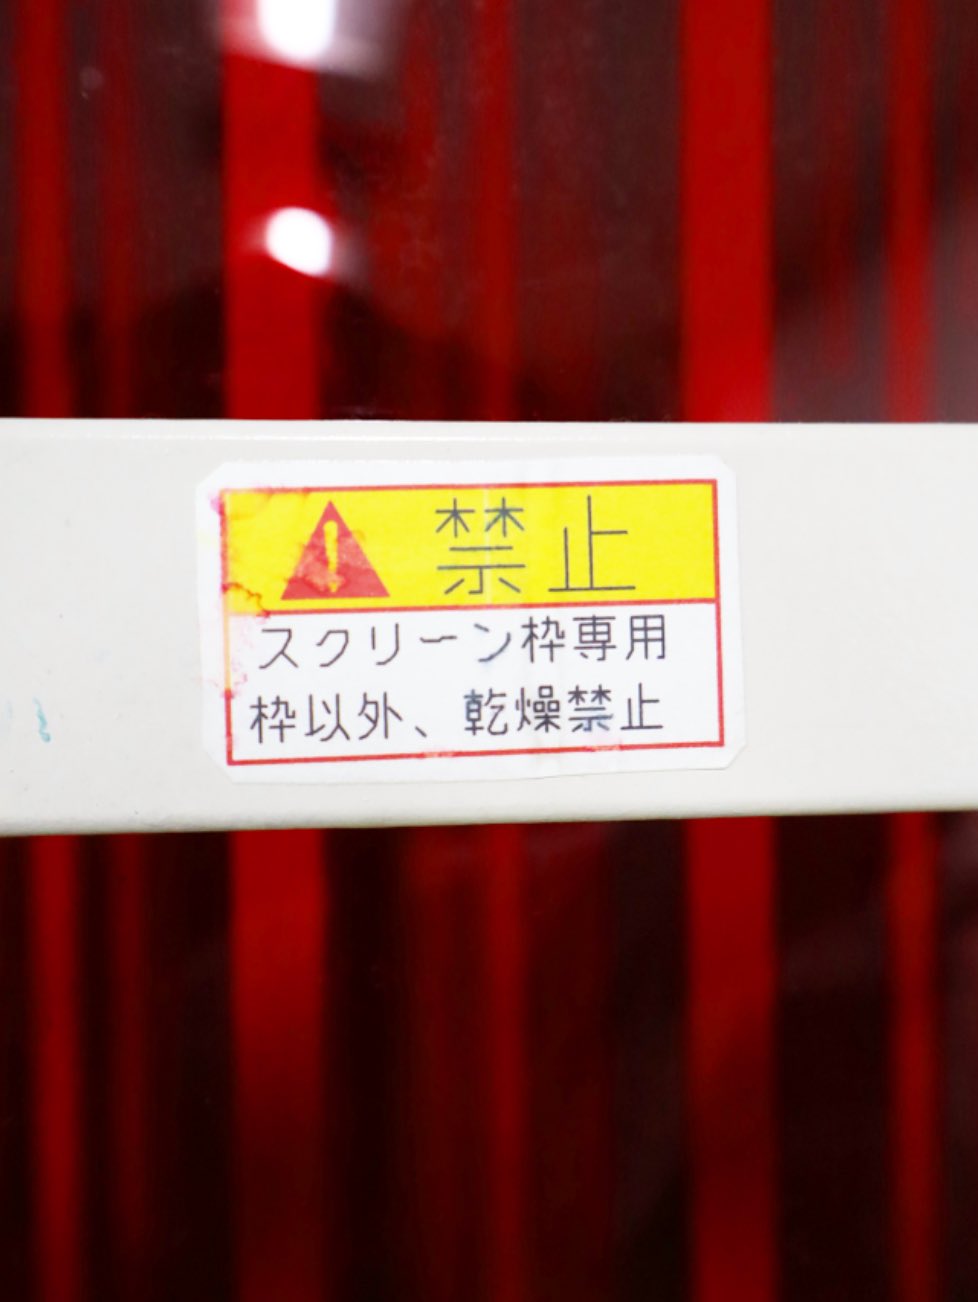 禁止
スクリーン枠専用
枠以外、乾燥禁止